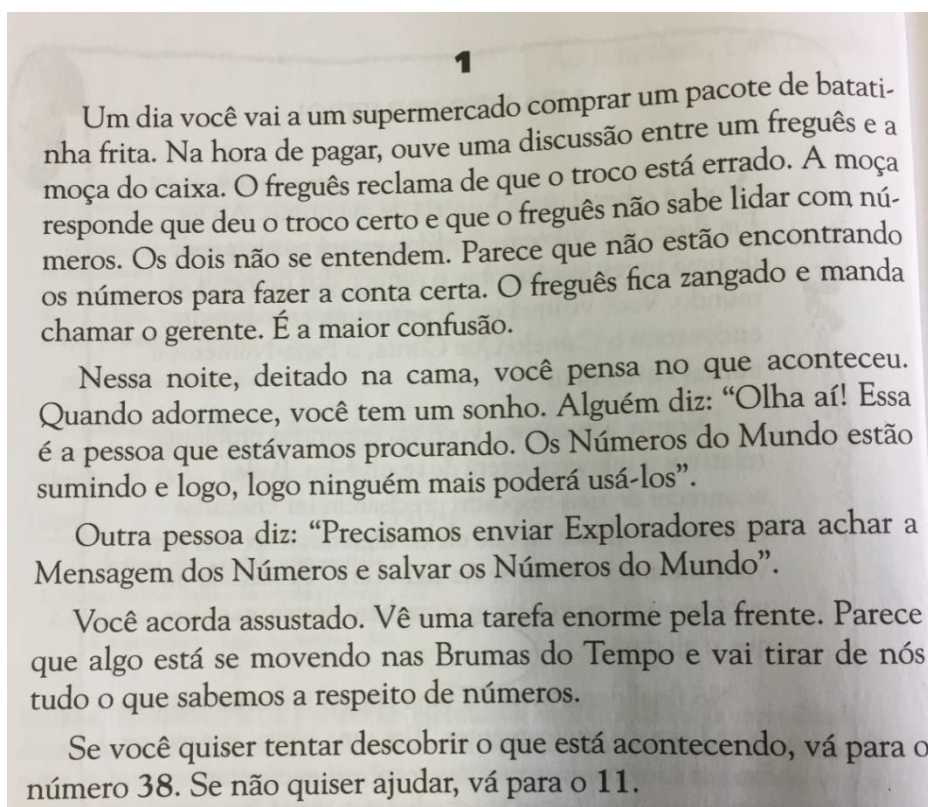 1
Um dia você vai a um supermercado comprar um pacote de batati-
nha frita. Na hora de pagar, ouve uma discussão entre um freguês e a
moça do caixa. O freguês reclama de que o troco está errado. A moça
responde que deu o troco certo e que o freguês não sabe lidar com nú-
meros. Os dois não se entendem. Parece que não estão encontrando
os números para fazer a conta certa. O freguês fica zangado e manda
chamar o gerente. É a maior confusão.
Nessa noite, deitado na cama, você pensa no que aconteceu.
Quando adormece, você tem um sonho. Alguém diz: “Olha aí! Essa
é a pessoa que estávamos procurando. Os Números do Mundo estão
sumindo e logo, logo ninguém mais poderá usá-los”.
Outra pessoa diz: “Precisamos enviar Exploradores para achar a
Mensagem dos Números e salvar os Números do Mundo”.
Você acorda assustado. Vê uma tarefa enorme pela frente. Parece
que algo está se movendo nas Brumas do Tempo e vai tirar de nós
tudo o que sabemos a respeito de números.
Se você quiser tentar descobrir o que está acontecendo, vá para o
número 38. Se não quiser ajudar, vá para o 11.